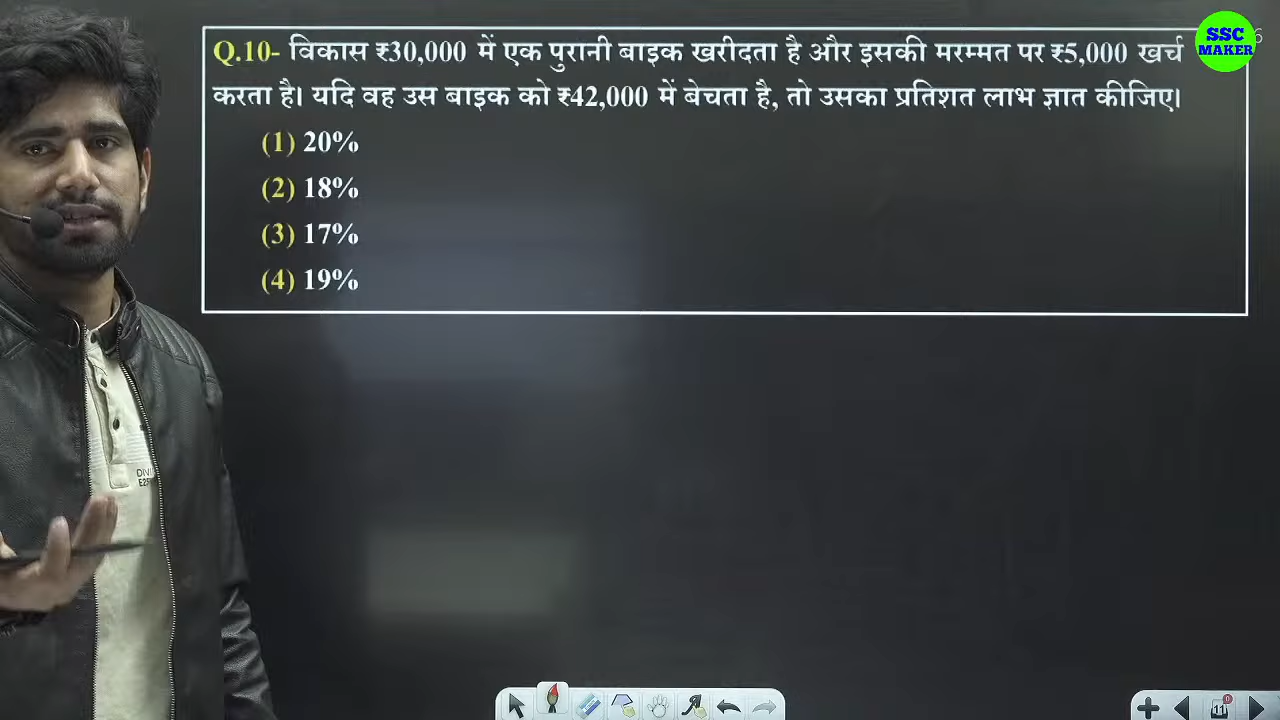 Q.10- विकास ₹30,000 में एक पुरानी बाइक खरीदता है और इसकी मरम्मत पर ₹5,000 खर्च
करता है। यदि वह उस बाइक को ₹42,000 में बेचता है, तो उसका प्रतिशत लाभ ज्ञात कीजिए।
(1) 20%
(2) 18%
(3) 17%
(4) 19%
SSC
MAKER